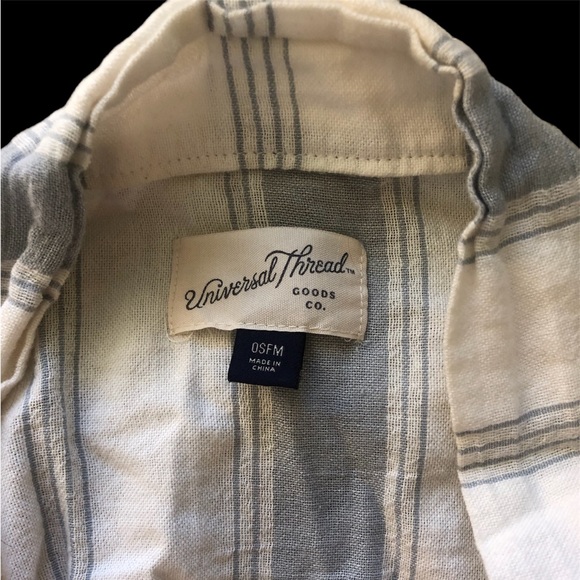 Universal Thread™
GOODS
CO.
OSFM
MADE IN
CHINA